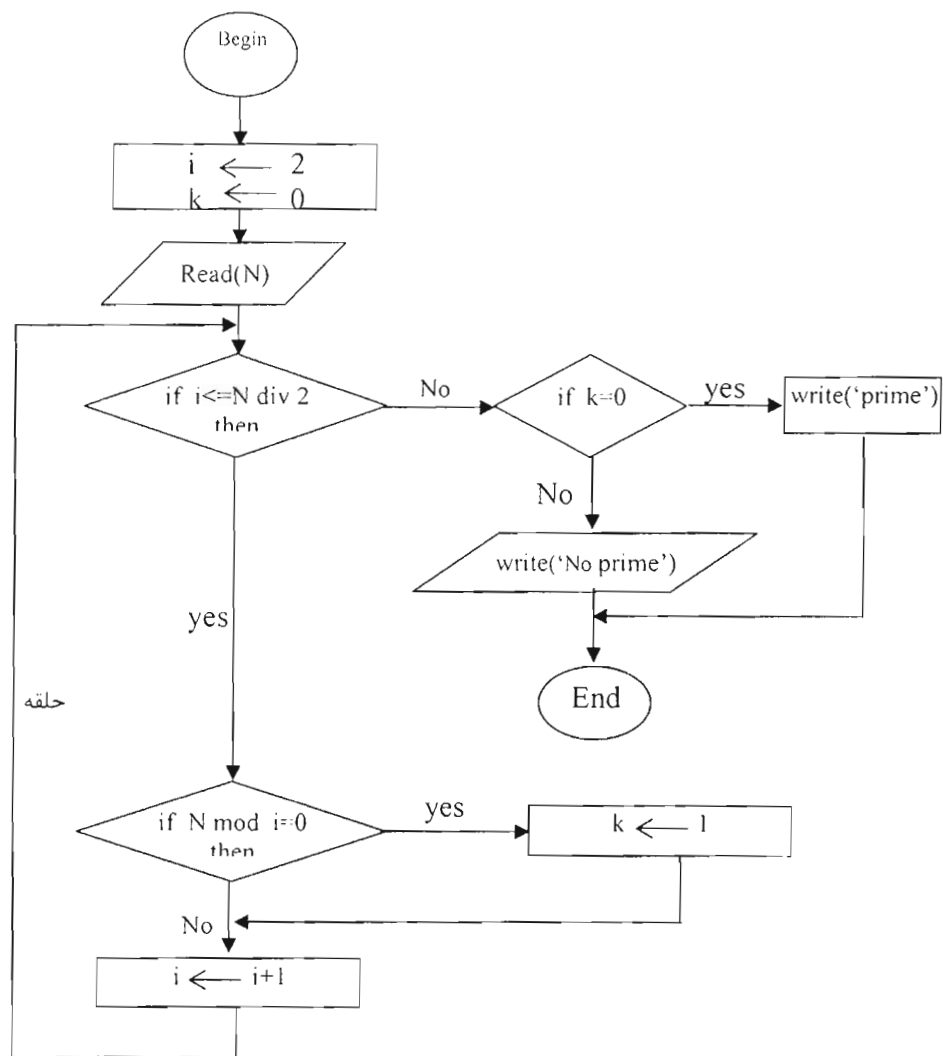 Begin
i ← 2
k ← 0
Read(N)
if i<=N div 2
then
No
if k=0
yes
write(‘prime’)
No
write(‘No prime’)
yes
End
حلقه
if N mod i=0
then
yes
k ← 1
No
i ← i+1